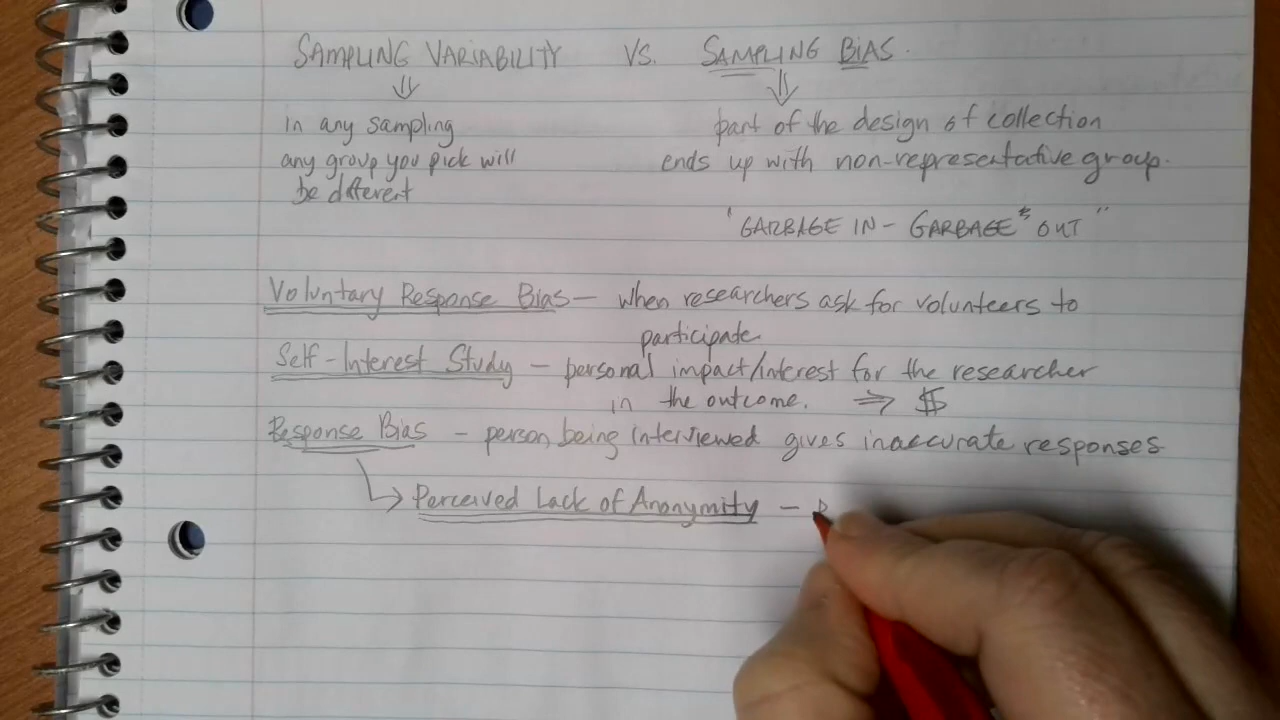 SAMPLING VARIABILITY VS. SAMPLING BIAS.
in any sampling
any group you pick will
be different
part of the design of collection
ends up with non-representative group.
"GARBAGE IN - GARBAGE OUT"
Voluntary Response Bias - when researchers ask for volunteers to
participate
Self-Interest Study - personal impact/interest for the researcher
in the outcome. ⇒ $
Response Bias - person being interviewed gives inaccurate responses
↳ Perceived Lack of Anonymity -